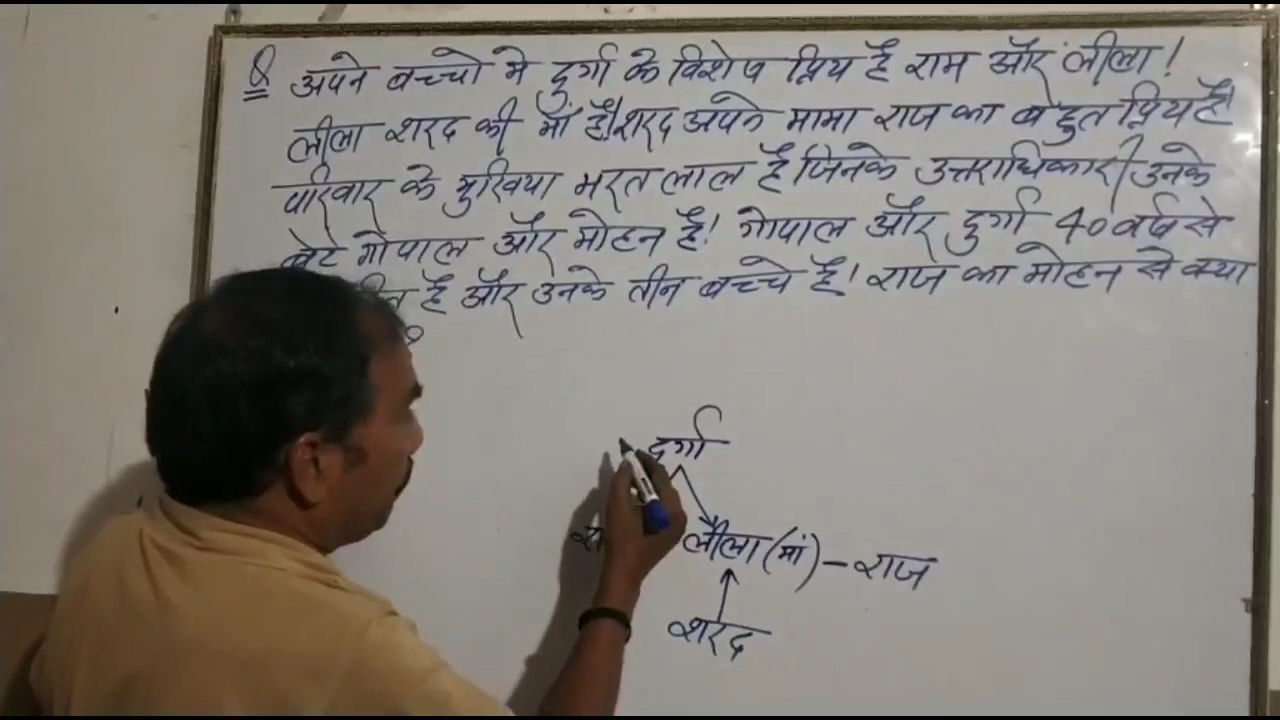 Q अपने बच्चो मे दुर्गा के विशेष प्रिय है राम और लीला!
लीला शरद की माँ है! शरद अपने मामा राज का बहुत प्रिय है!
परिवार के मुखिया भरत लाल है जिनके उत्तराधिकारी उनके
बेटे गोपाल और मोहन है! गोपाल और दुर्गा 40 वर्ष से
है और उनके तीन बच्चे है! राज का मोहन से क्या
दुर्गा
लीला (मां) – राज
शरद